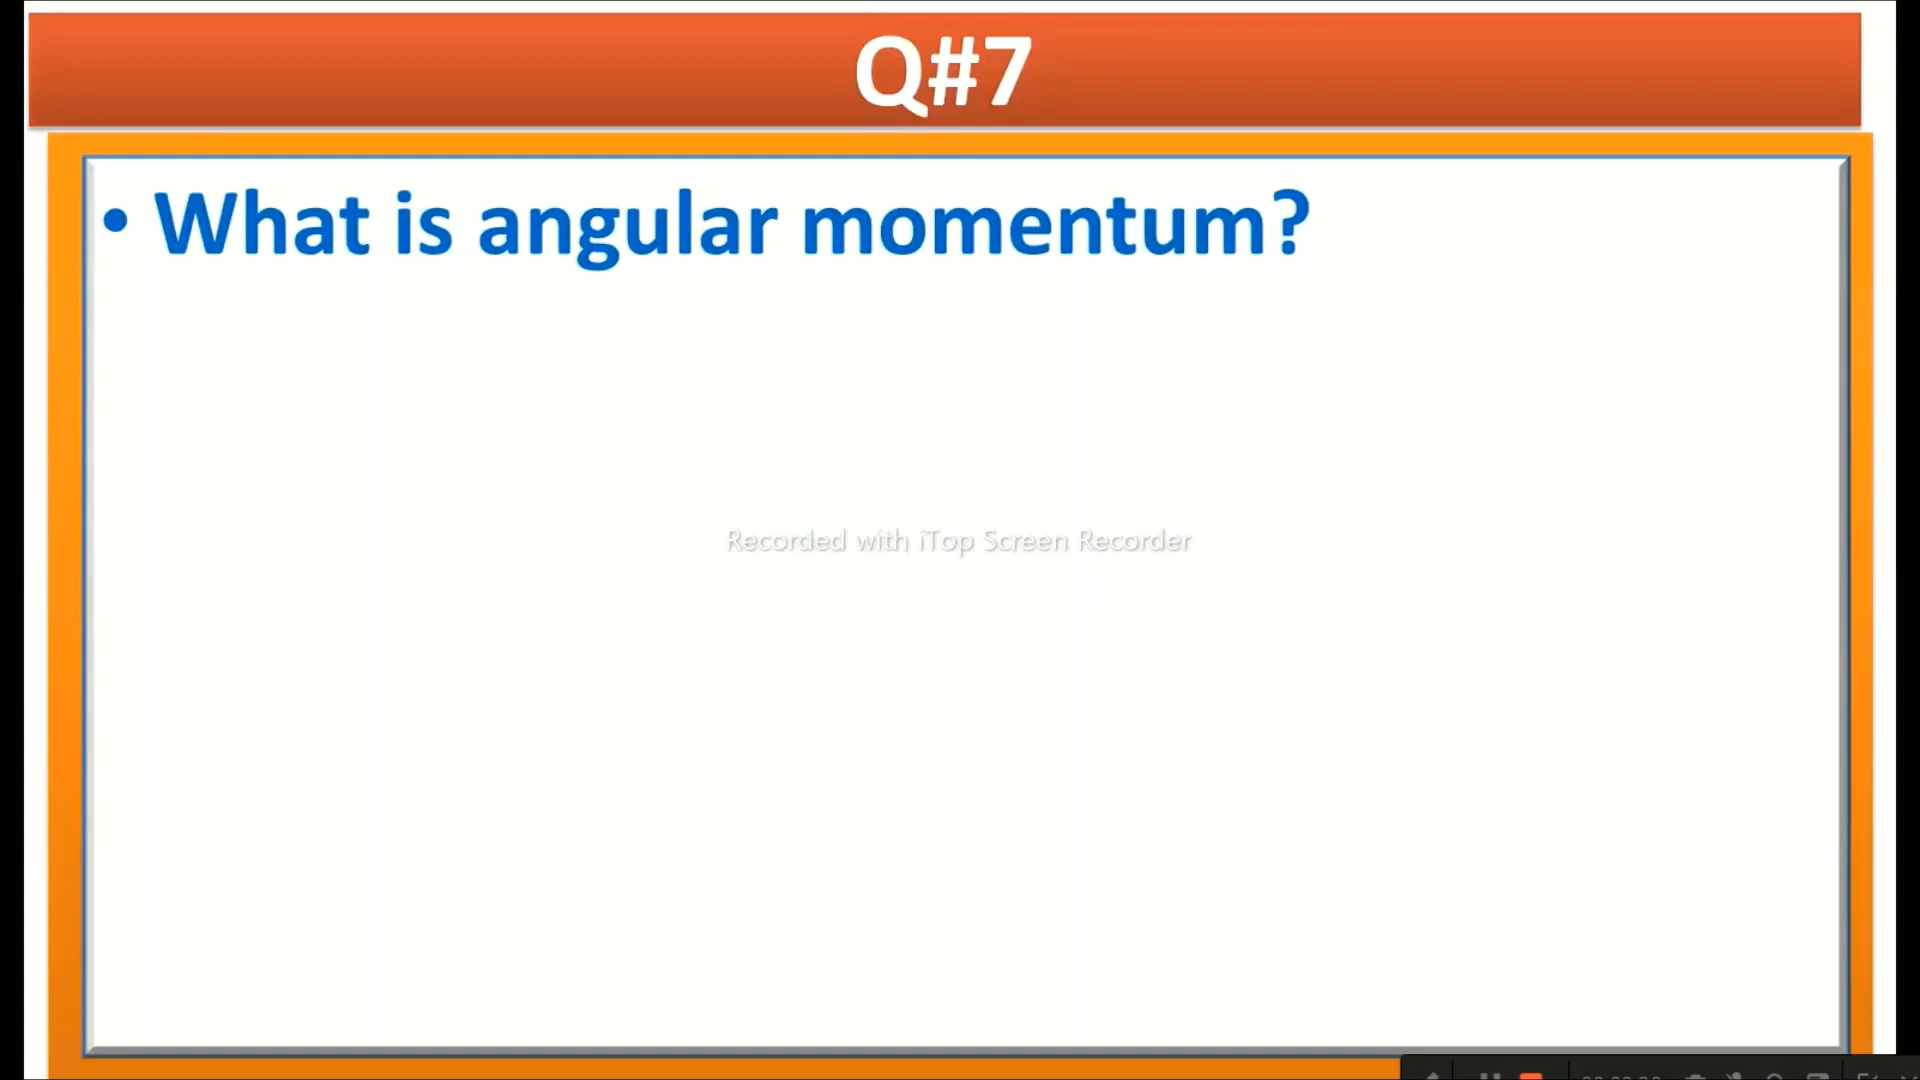 Q#7
• What is angular momentum?
Recorded with iTop Screen Recorder